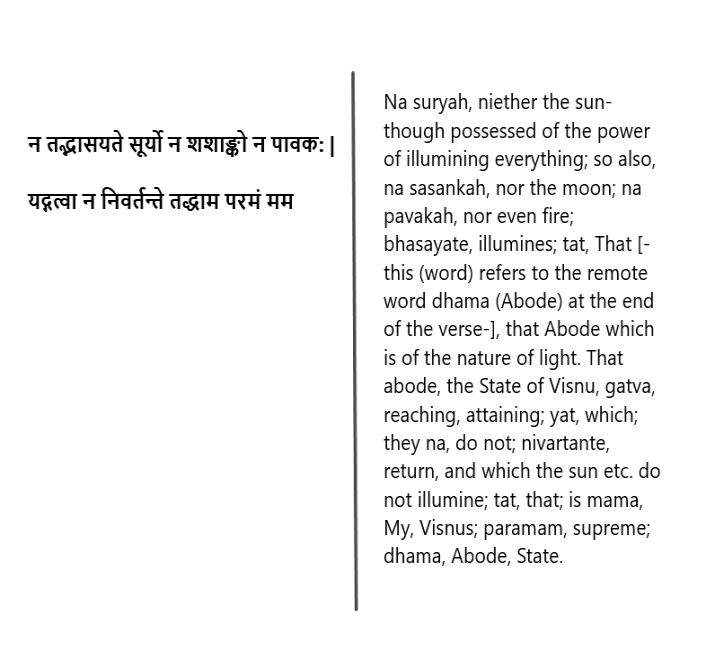 न तद्भासयते सूर्यो न शशाङ्को न पावक: |
यद्गत्वा न निवर्तन्ते तद्धाम परमं मम
Na suryah, niether the sun-
though possessed of the power
of illumining everything; so also,
na sasankah, nor the moon; na
pavakah, nor even fire;
bhasayate, illumines; tat, That [-
this (word) refers to the remote
word dhama (Abode) at the end
of the verse-], that Abode which
is of the nature of light. That
abode, the State of Visnu, gatva,
reaching, attaining; yat, which;
they na, do not; nivartante,
return, and which the sun etc. do
not illumine; tat, that; is mama,
My, Visnus; paramam, supreme;
dhama, Abode, State.